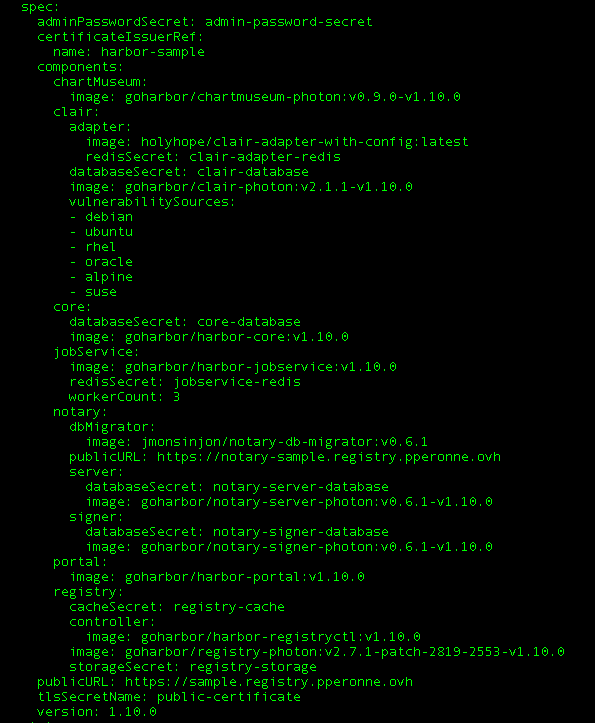 spec:
  adminPasswordSecret: admin-password-secret
  certificateIssuerRef:
    name: harbor-sample
  components:
    chartMuseum:
      image: goharbor/chartmuseum-photon:v0.9.0-v1.10.0
    clair:
      adapter:
        image: holyhope/clair-adapter-with-config:latest
        redisSecret: clair-adapter-redis
      databaseSecret: clair-database
      image: goharbor/clair-photon:v2.1.1-v1.10.0
      vulnerabilitySources:
      - debian
      - ubuntu
      - rhel
      - oracle
      - alpine
      - suse
    core:
      databaseSecret: core-database
      image: goharbor/harbor-core:v1.10.0
    jobService:
      image: goharbor/harbor-jobservice:v1.10.0
      redisSecret: jobservice-redis
      workerCount: 3
    notary:
      dbMigrator:
        image: jmonsinjon/notary-db-migrator:v0.6.1
      publicURL: https://notary-sample.registry.pperonne.ovh
      server:
        databaseSecret: notary-server-database
        image: goharbor/notary-server-photon:v0.6.1-v1.10.0
      signer:
        databaseSecret: notary-signer-database
        image: goharbor/notary-signer-photon:v0.6.1-v1.10.0
    portal:
      image: goharbor/harbor-portal:v1.10.0
    registry:
      cacheSecret: registry-cache
      controller:
        image: goharbor/harbor-registryctl:v1.10.0
      image: goharbor/registry-photon:v2.7.1-patch-2819-2553-v1.10.0
      storageSecret: registry-storage
  publicURL: https://sample.registry.pperonne.ovh
  tlsSecretName: public-certificate
  version: 1.10.0